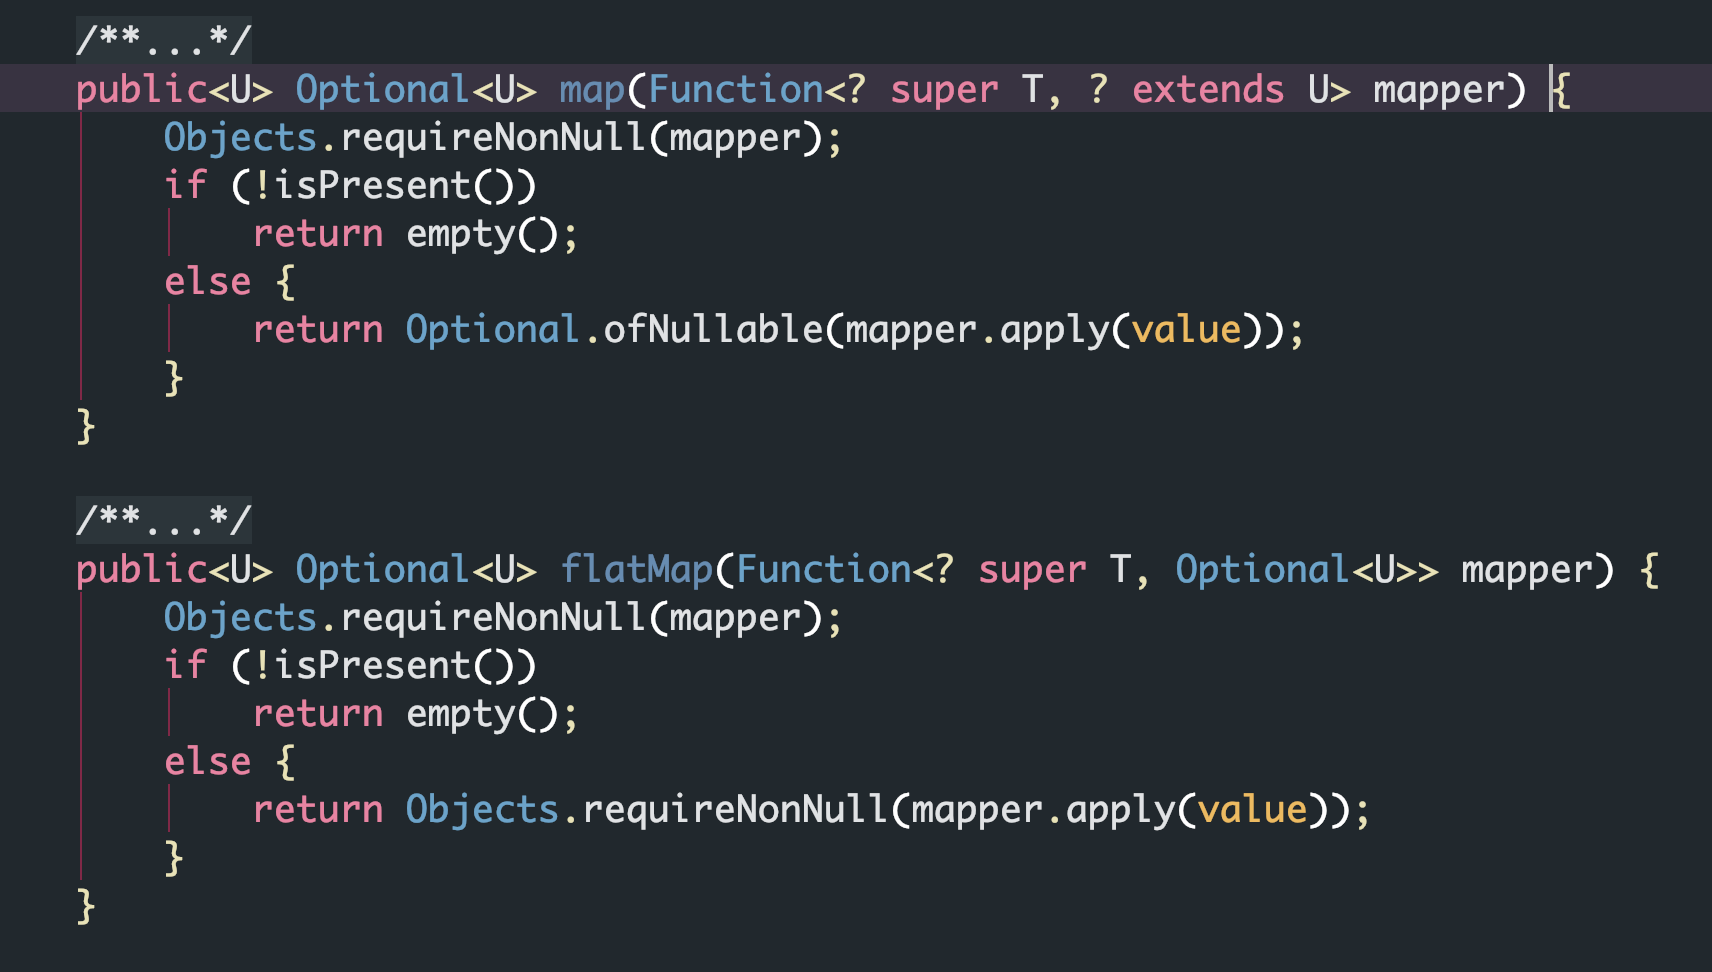 /**...*/
public<U> Optional<U> map(Function<? super T, ? extends U> mapper) {
    Objects.requireNonNull(mapper);
    if (!isPresent())
        return empty();
    else {
        return Optional.ofNullable(mapper.apply(value));
    }
}

/**...*/
public<U> Optional<U> flatMap(Function<? super T, Optional<U>> mapper) {
    Objects.requireNonNull(mapper);
    if (!isPresent())
        return empty();
    else {
        return Objects.requireNonNull(mapper.apply(value));
    }
}